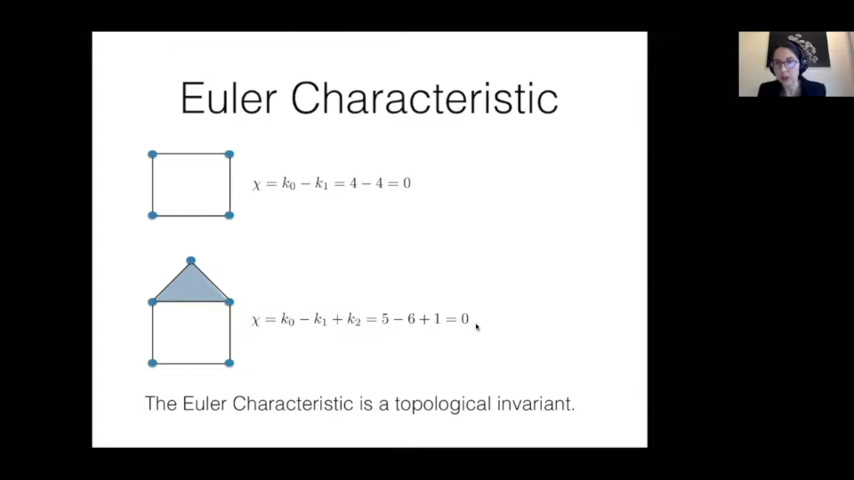 Euler Characteristic
χ = k₀ − k₁ = 4 − 4 = 0
χ = k₀ − k₁ + k₂ = 5 − 6 + 1 = 0
The Euler Characteristic is a topological invariant.